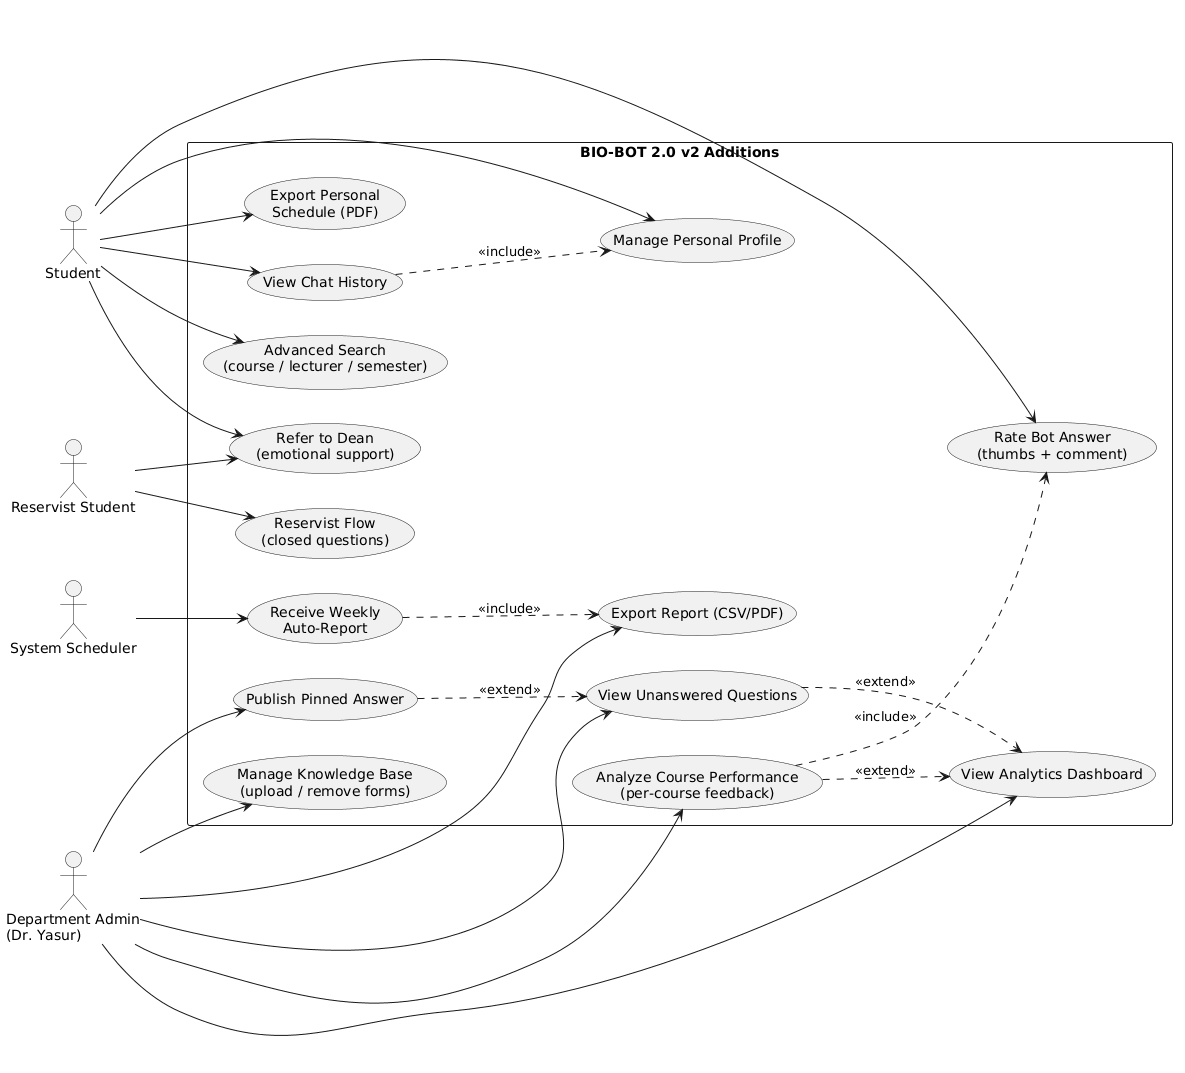 BIO-BOT 2.0 v2 Additions
Export Personal
Schedule (PDF)
Manage Personal Profile
Student
«include»
View Chat History
Advanced Search
(course / lecturer / semester)
Refer to Dean
(emotional support)
Rate Bot Answer
(thumbs + comment)
Reservist Student
Reservist Flow
(closed questions)
System Scheduler
Receive Weekly
Auto-Report
«include»
Export Report (CSV/PDF)
Publish Pinned Answer
«extend»
View Unanswered Questions
«extend»
«include»
Manage Knowledge Base
(upload / remove forms)
Analyze Course Performance
(per-course feedback)
«extend»
View Analytics Dashboard
Department Admin
(Dr. Yasur)